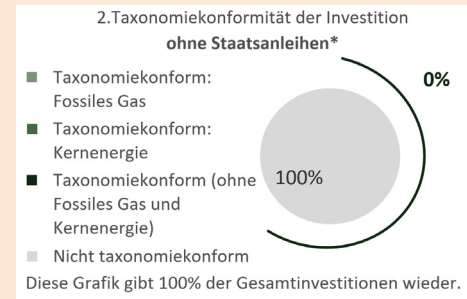 2.Taxonomiekonformität der Investition
ohne Staatsanleihen*
Taxonomiekonform:
Fossiles Gas
Taxonomiekonform:
Kernenergie
Taxonomiekonform (ohne
Fossiles Gas und
Kernenergie)
Nicht taxonomiekonform
0%
100%
Diese Grafik gibt 100% der Gesamtinvestitionen wieder.